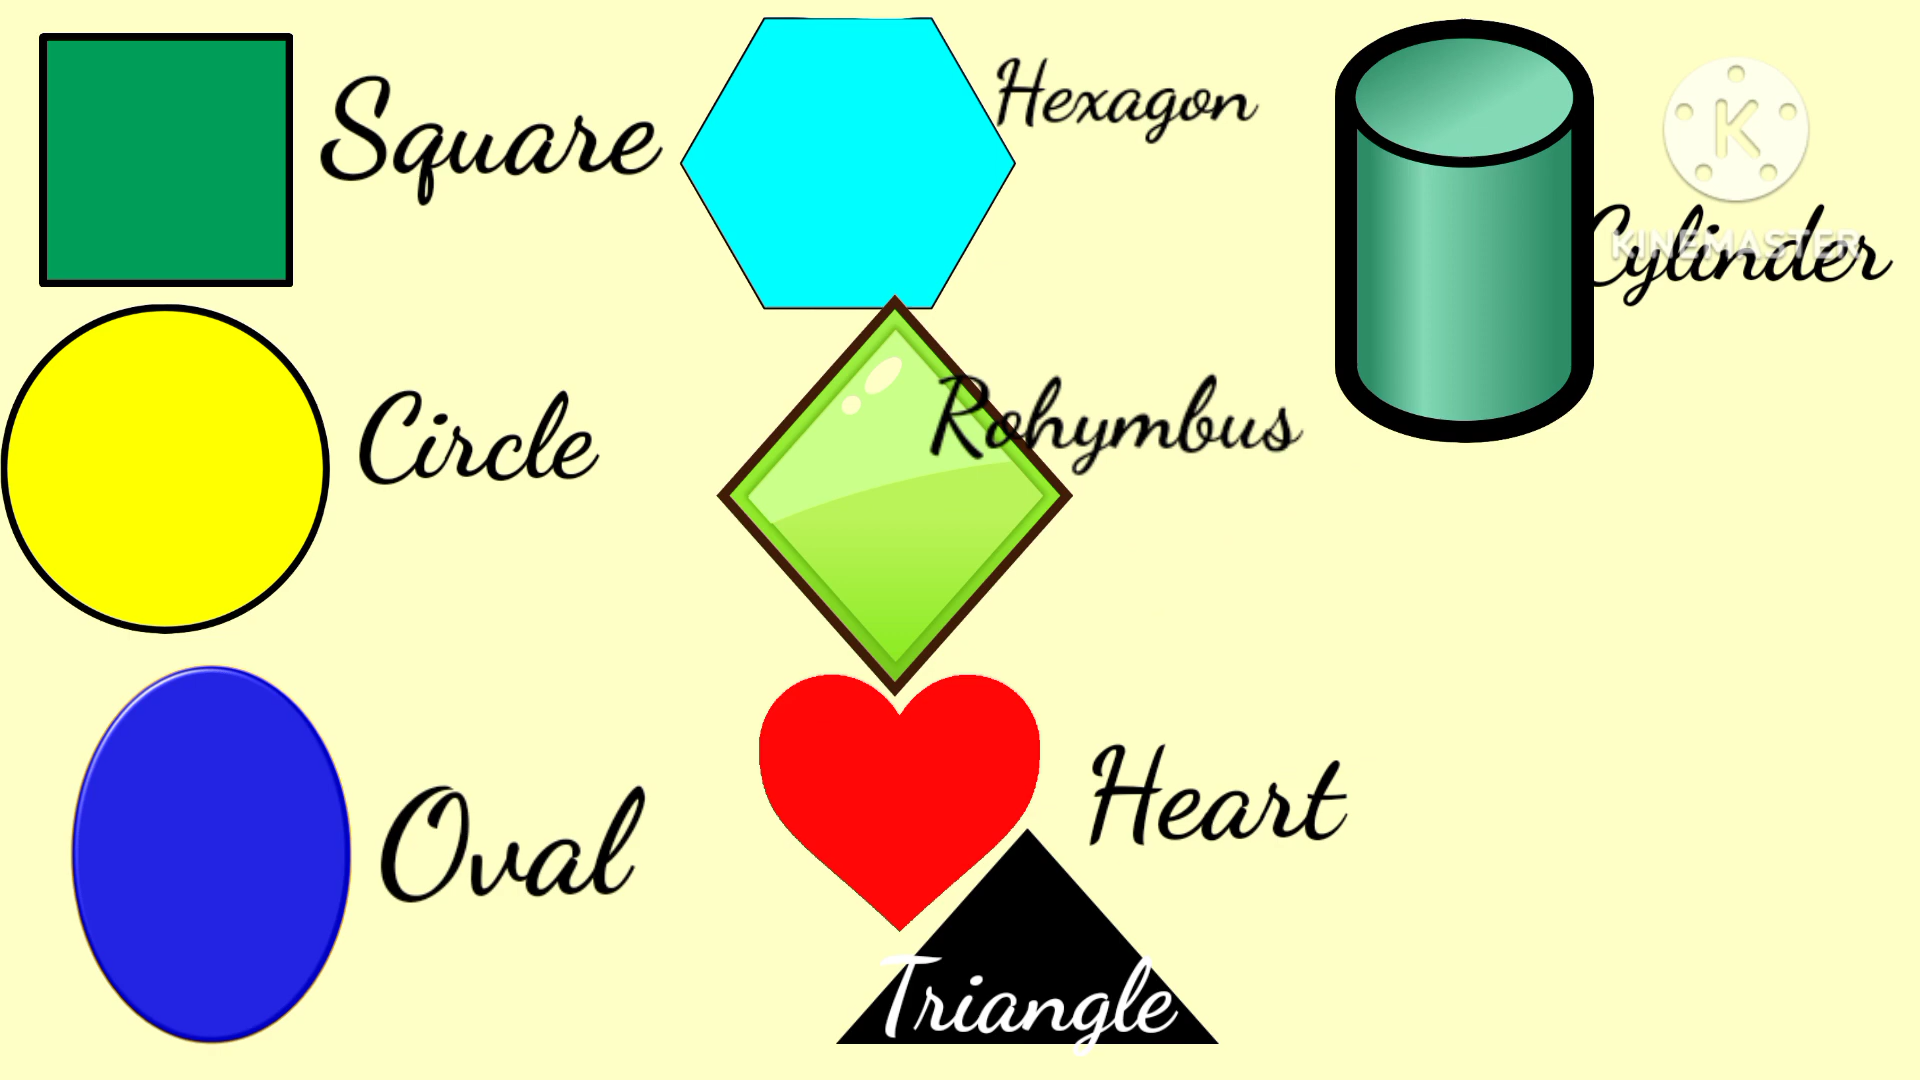 Square
Hexagon
K
KINEMASTER
Cylinder
Circle
Rohymbus
Oval
Heart
Triangle